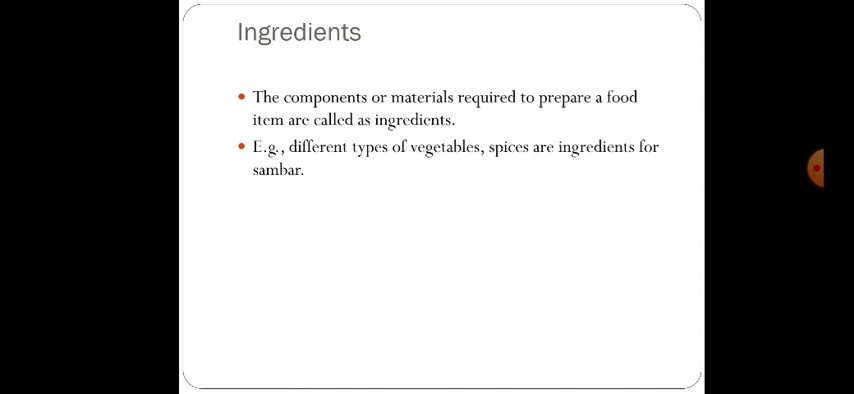 Ingredients
The components or materials required to prepare a food
item are called as ingredients.
E.g., different types of vegetables, spices are ingredients for
sambar.